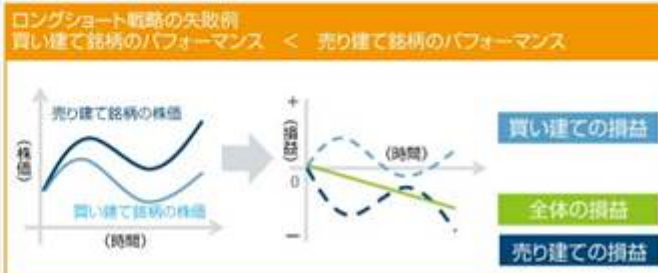 ロングショート戦略の失敗例
買い建て銘柄のパフォーマンス < 売り建て銘柄のパフォーマンス
売り建て銘柄の株価
(株価)
買い建て銘柄の株価
(時間)
+
(損益)
0
−
(時間)
買い建ての損益
全体の損益
売り建ての損益